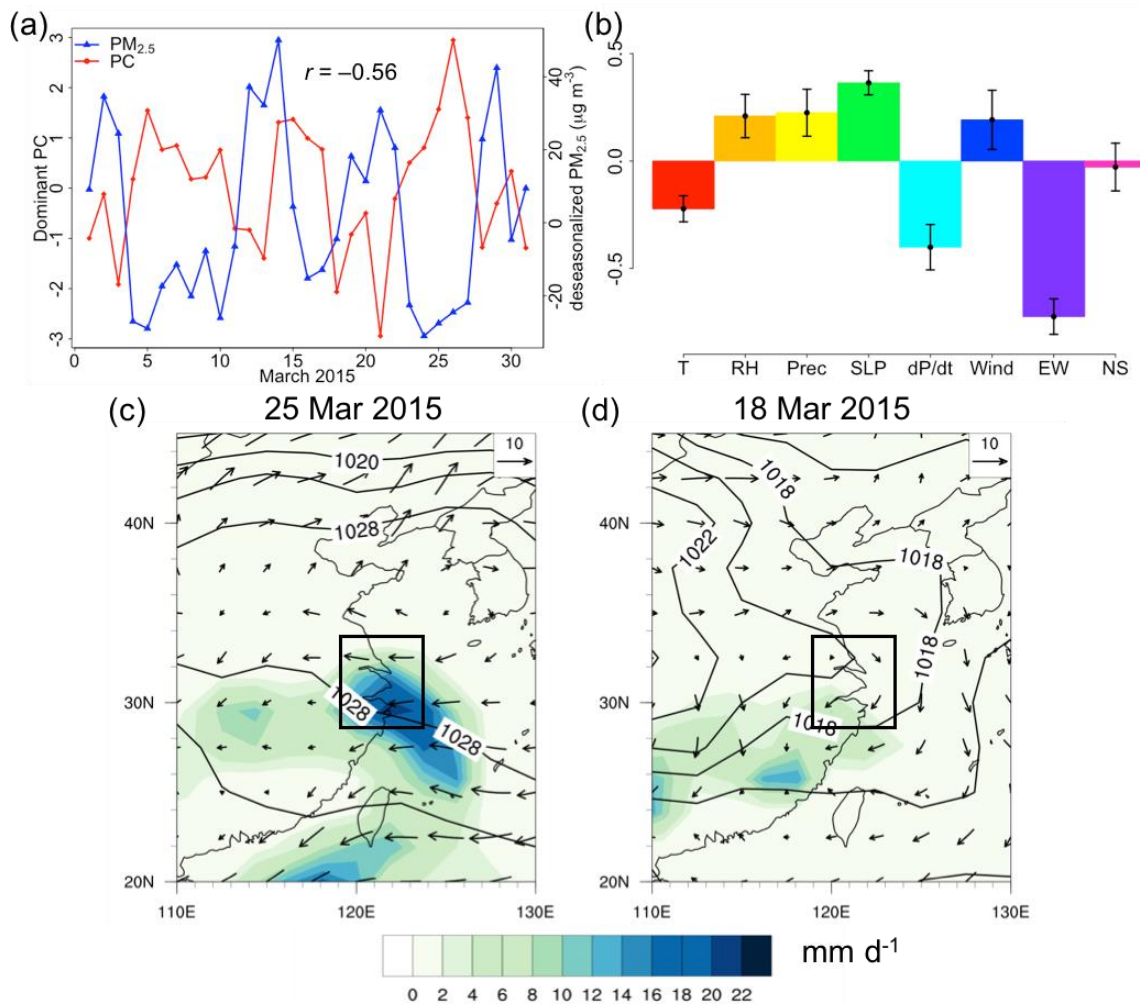 (a)
3
2
1
0
-1
-2
-3
Dominant PC
PM2.5
PC
r = –0.56
40
20
0
-20
deseasonalized PM2.5 (μg m-3)
0 5 10 15 20 25 30
March 2015
(b)
0.5
0.0
-0.5
T RH Prec SLP dP/dt Wind EW NS
(c) 25 Mar 2015
10
1020
1028
1028
1028
40N
30N
20N
110E 120E 130E
(d) 18 Mar 2015
10
1018
1022
1018
1018
1018
40N
30N
20N
110E 120E 130E
0 2 4 6 8 10 12 14 16 18 20 22
mm d-1